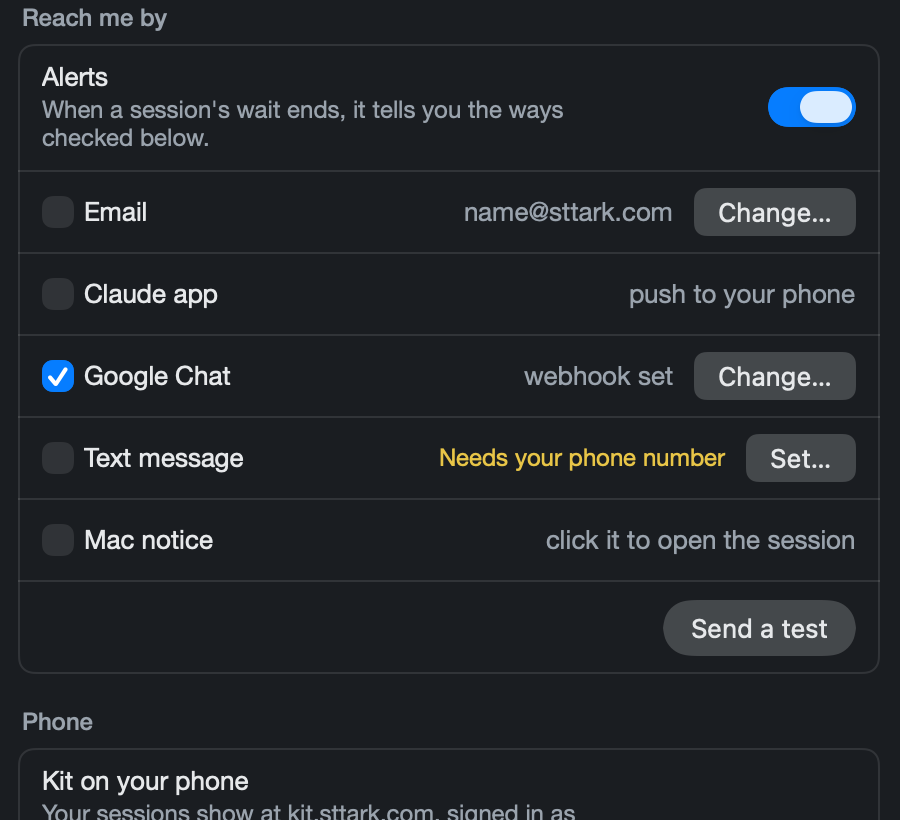 Reach me by
Alerts
When a session's wait ends, it tells you the ways
checked below.
Email
name@sttark.com
Change...
Claude app
push to your phone
Google Chat
webhook set
Change...
Text message
Needs your phone number
Set...
Mac notice
click it to open the session
Send a test
Phone
Kit on your phone
Your sessions show at kit.sttark.com, signed in as